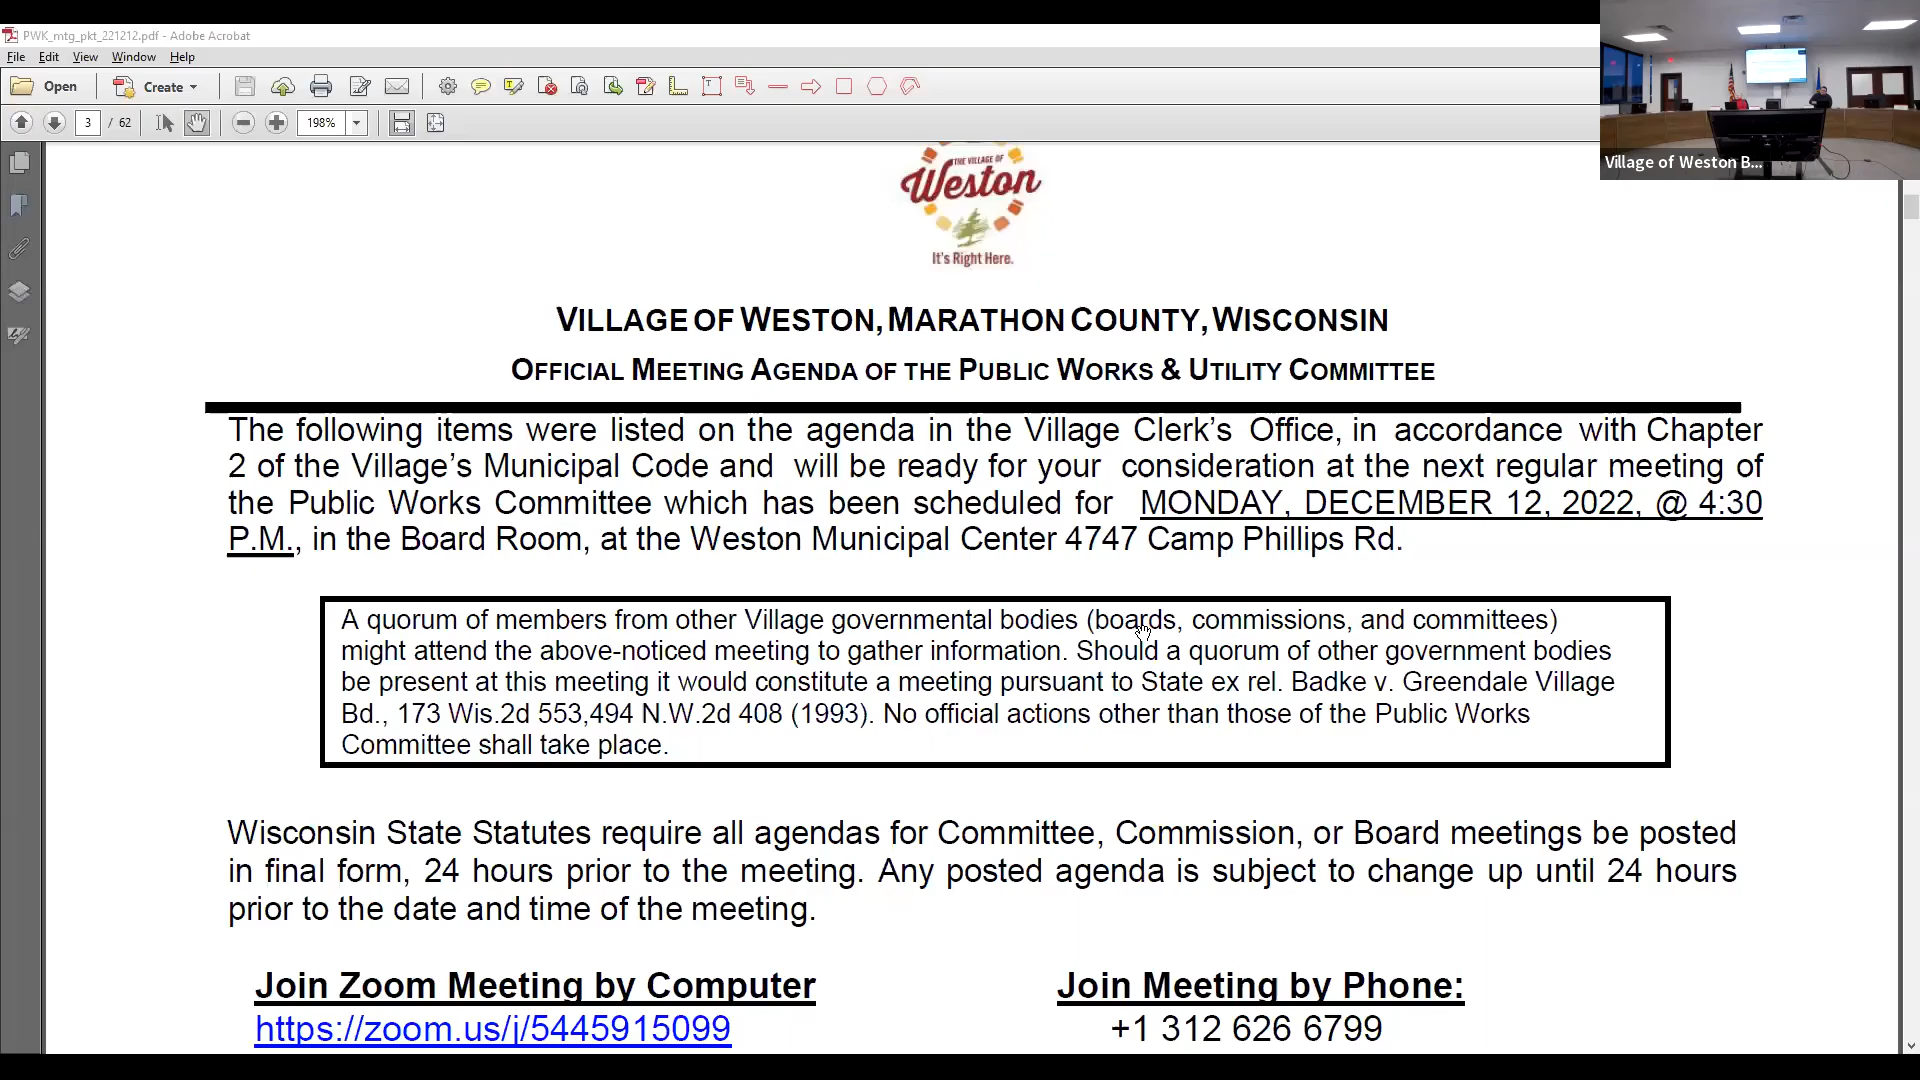 PWK_mtg_pkt_221212.pdf - Adobe Acrobat
File Edit View Window Help
Open Create
3 / 62 198%
Village of Weston B...
THE VILLAGE OF
Weston
It's Right Here.
VILLAGE OF WESTON, MARATHON COUNTY, WISCONSIN
OFFICIAL MEETING AGENDA OF THE PUBLIC WORKS & UTILITY COMMITTEE
The following items were listed on the agenda in the Village Clerk's Office, in accordance with Chapter
2 of the Village's Municipal Code and will be ready for your consideration at the next regular meeting of
the Public Works Committee which has been scheduled for MONDAY, DECEMBER 12, 2022, @ 4:30
P.M., in the Board Room, at the Weston Municipal Center 4747 Camp Phillips Rd.
A quorum of members from other Village governmental bodies (boards, commissions, and committees)
might attend the above-noticed meeting to gather information. Should a quorum of other government bodies
be present at this meeting it would constitute a meeting pursuant to State ex rel. Badke v. Greendale Village
Bd., 173 Wis.2d 553,494 N.W.2d 408 (1993). No official actions other than those of the Public Works
Committee shall take place.
Wisconsin State Statutes require all agendas for Committee, Commission, or Board meetings be posted
in final form, 24 hours prior to the meeting. Any posted agenda is subject to change up until 24 hours
prior to the date and time of the meeting.
Join Zoom Meeting by Computer
https://zoom.us/j/5445915099
Join Meeting by Phone:
+1 312 626 6799